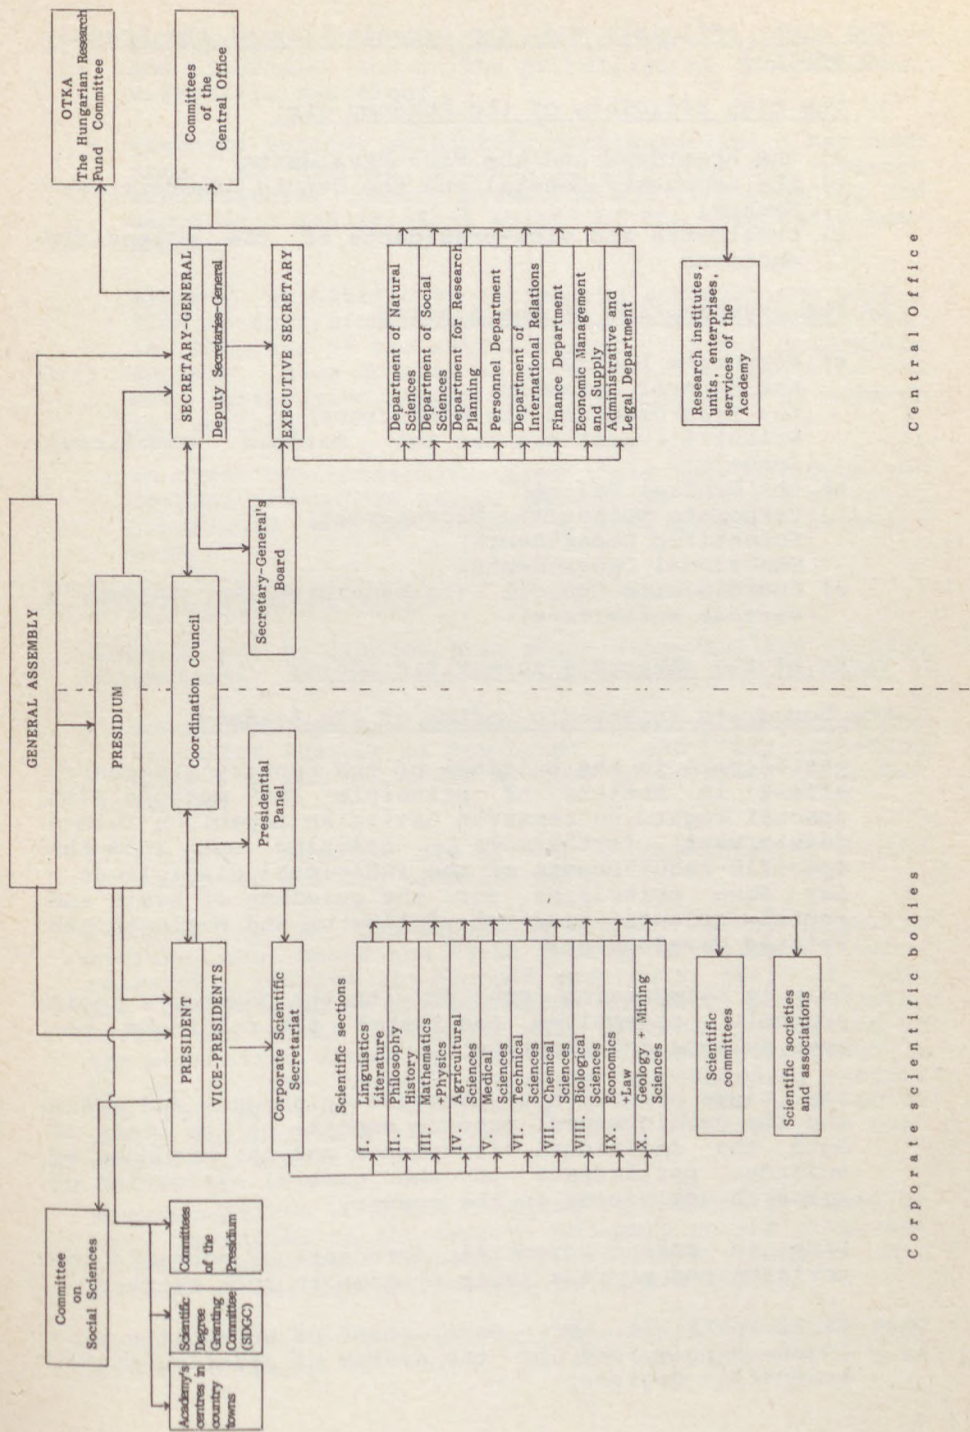 GENERAL ASSEMBLY
PRESIDIUM
Committee
on
Social Sciences
OTKA
The Hungarian Research
Fund Committee
Academy's
centres in
country
towns
Scientific
Degree
Granting
Committee
(SDGC)
Committees
of the
Presidium
PRESIDENT
VICE-PRESIDENTS
Coordination Council
SECRETARY-GENERAL
Deputy Secretaries-General
Committees
of the
Central Office
Corporate Scientific
Secretariat
Presidential
Panel
Secretary-General's
Board
EXECUTIVE SECRETARY
Scientific sections
I. Linguistics
Literature
II. Philosophy
History
III. Mathematics
+Physics
IV. Agricultural
Sciences
V. Medical
Sciences
VI. Technical
Sciences
VII. Chemical
Sciences
VIII. Biological
Sciences
IX. Economics
+Law
X. Geology + Mining
Sciences
Department of Natural
Sciences
Department of Social
Sciences
Department for Research
Planning
Personnel Department
Department of
International Relations
Finance Department
Economic Management
and Supply
Administrative and
Legal Department
Scientific
committees
Scientific societies
and associations
Research institutes,
units, enterprises,
services of the
Academy
Corporate scientific bodies
Central Office